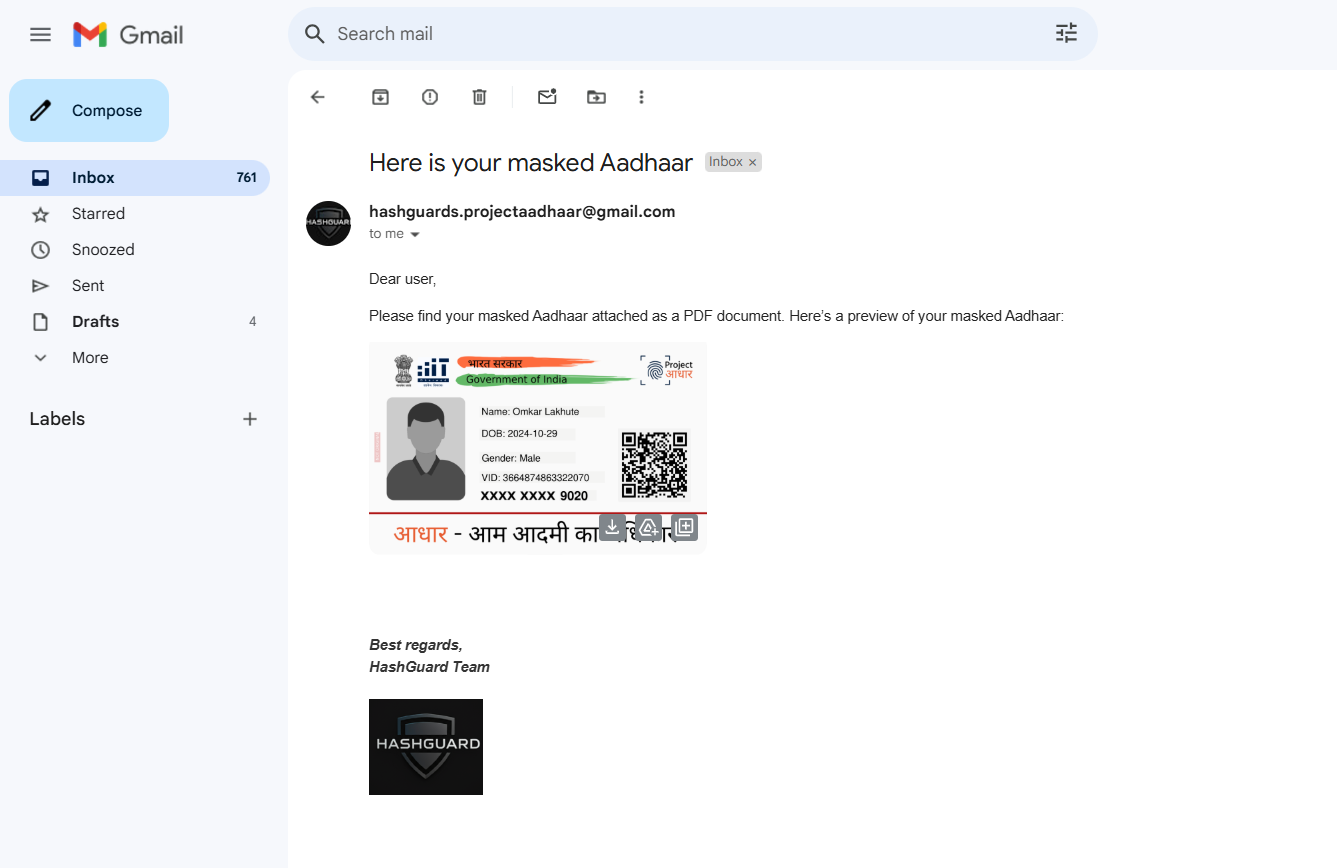 Gmail
Search mail
Compose
Inbox 761
Starred
Snoozed
Sent
Drafts 4
More
Labels
Here is your masked Aadhaar Inbox ×
HASHGUAR
hashguards.projectaadhaar@gmail.com
to me
Dear user,
Please find your masked Aadhaar attached as a PDF document. Here's a preview of your masked Aadhaar:
भारत सरकार
Government of India
Project
आधार
Name: Omkar Lakhute
DOB: 2024-10-29
Gender: Male
VID: 3664874863322070
XXXX XXXX 9020
आधार - आम आदमी का
Best regards,
HashGuard Team
HASHGUARD